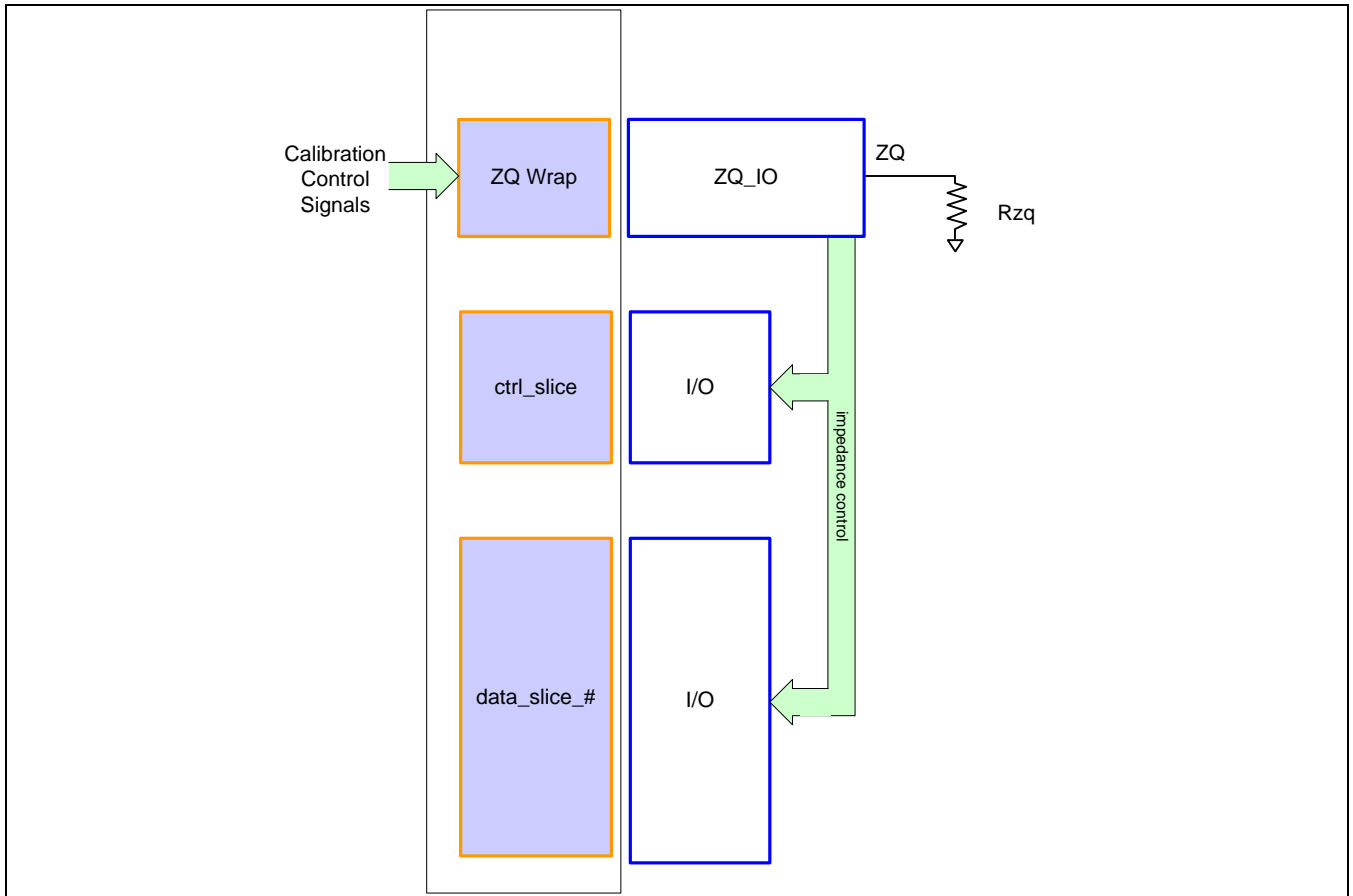 Calibration
Control
Signals
ZQ Wrap
ZQ_IO
ZQ
Rzq
ctrl_slice
I/O
impedance control
data_slice_#
I/O